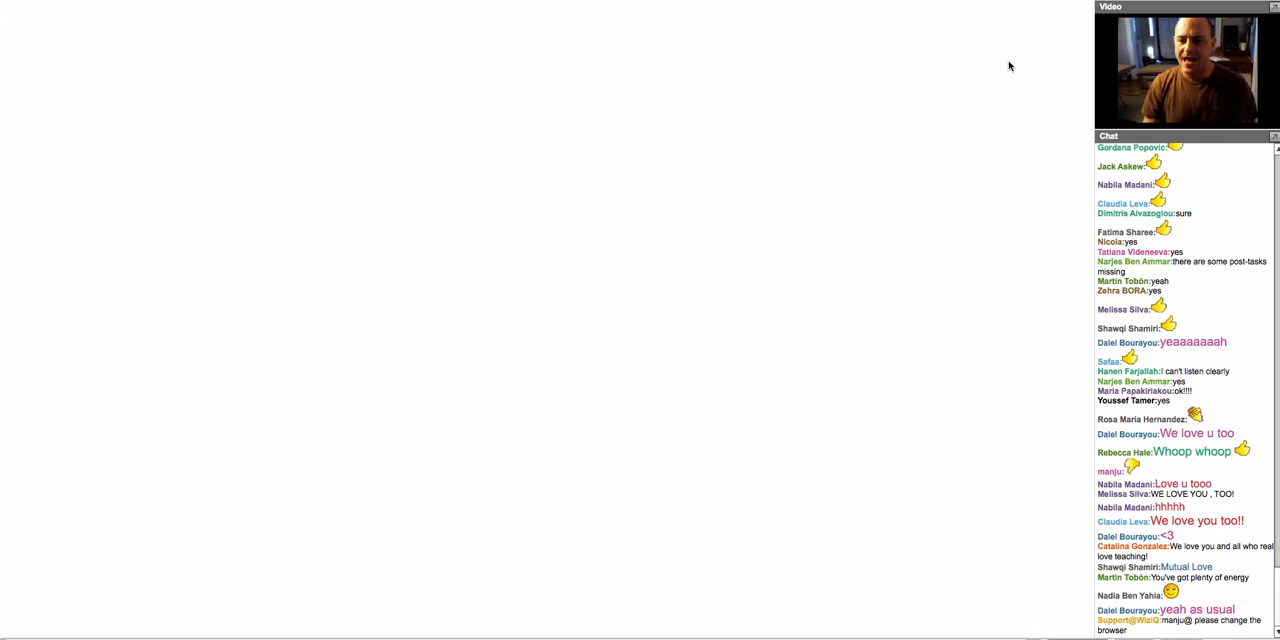 Video
Chat
Gordana Popovic:
Jack Askew:
Nabila Madani:
Claudia Leva:
Dimitris Aivazoglou:sure
Fatima Sharee:
Nicola:yes
Tatiana Videneeva:yes
Narjes Ben Ammar:there are some post-tasks
missing
Martin Tobón:yeah
Zehra BORA:yes
Melissa Silva:
Shawqi Shamiri:
Dalel Bourayou:yeaaaaaaah
Safaa:
Hanen Farjallah:I can't listen clearly
Narjes Ben Ammar:yes
Maria Papakiriakou:ok!!!!
Youssef Tamer:yes
Rosa Maria Hernandez:
Dalel Bourayou:We love u too
Rebecca Hale:Whoop whoop
manju:
Nabila Madani:Love u tooo
Melissa Silva:WE LOVE YOU , TOO!
Nabila Madani:hhhhh
Claudia Leva:We love you too!!
Dalel Bourayou:<3
Catalina Gonzalez:We love you and all who real
love teaching!
Shawqi Shamiri:Mutual Love
Martin Tobón:You've got plenty of energy
Nadia Ben Yahia:
Dalel Bourayou:yeah as usual
Support@WiziQ:manju@ please change the
browser